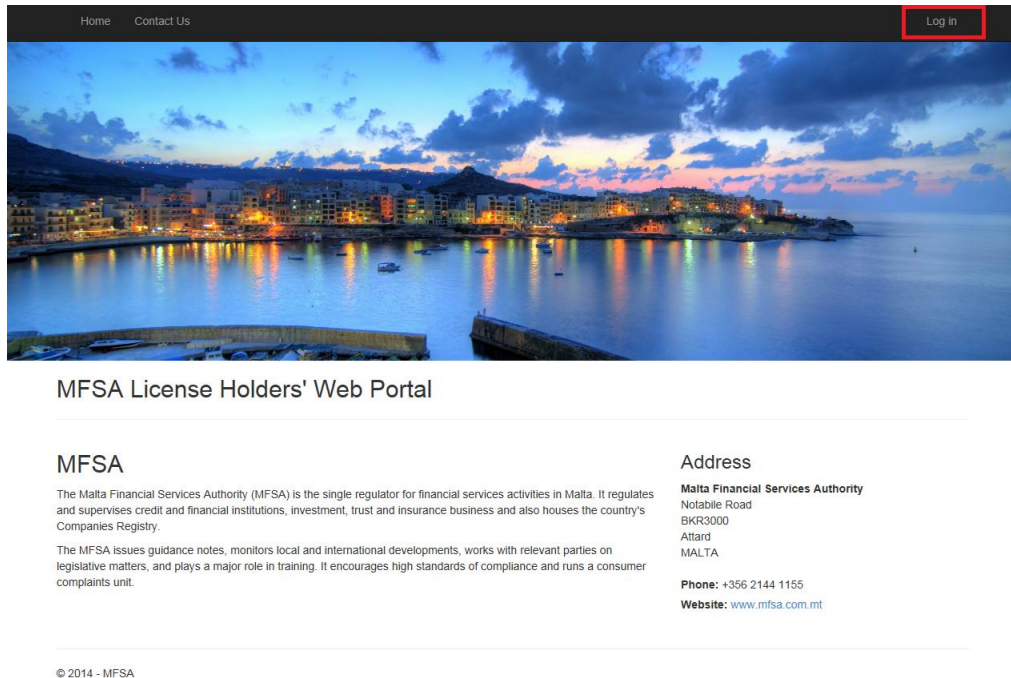 Home Contact Us Log in
MFSA License Holders' Web Portal
MFSA
The Malta Financial Services Authority (MFSA) is the single regulator for financial services activities in Malta. It regulates
and supervises credit and financial institutions, investment, trust and insurance business and also houses the country's
Companies Registry.
The MFSA issues guidance notes, monitors local and international developments, works with relevant parties on
legislative matters, and plays a major role in training. It encourages high standards of compliance and runs a consumer
complaints unit.
Address
Malta Financial Services Authority
Notabile Road
BKR3000
Attard
MALTA
Phone: +356 2144 1155
Website: www.mfsa.com.mt
© 2014 - MFSA